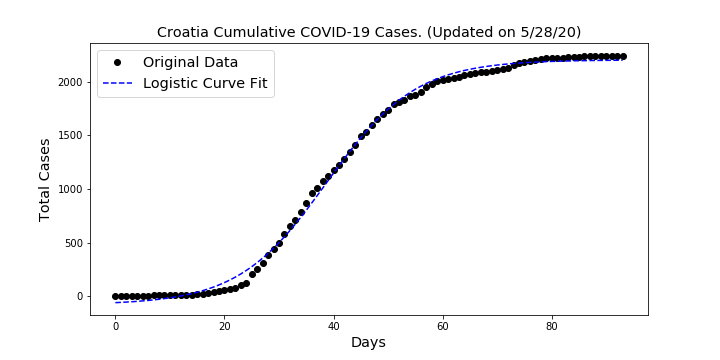 Croatia Cumulative COVID-19 Cases. (Updated on 5/28/20)
Original Data
Logistic Curve Fit
Total Cases
2000
1500
1000
500
0
0 20 40 60 80
Days